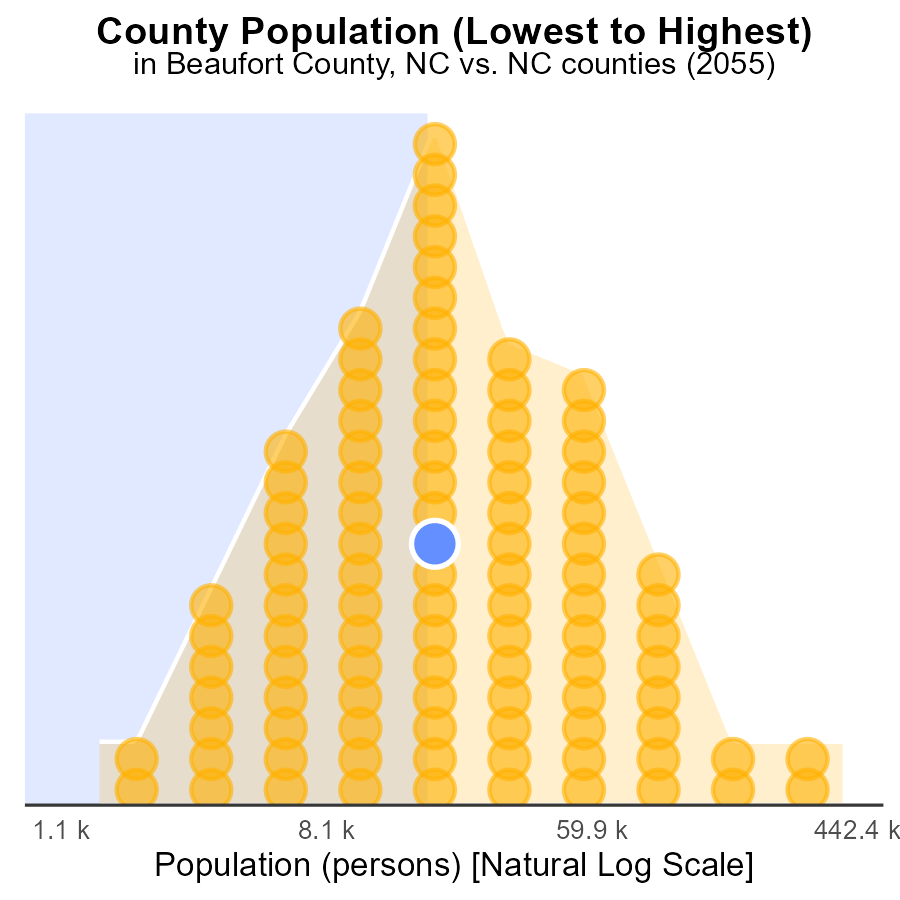 County Population (Lowest to Highest)
in Beaufort County, NC vs. NC counties (2055)
1.1 k 8.1 k 59.9 k 442.4 k
Population (persons) [Natural Log Scale]